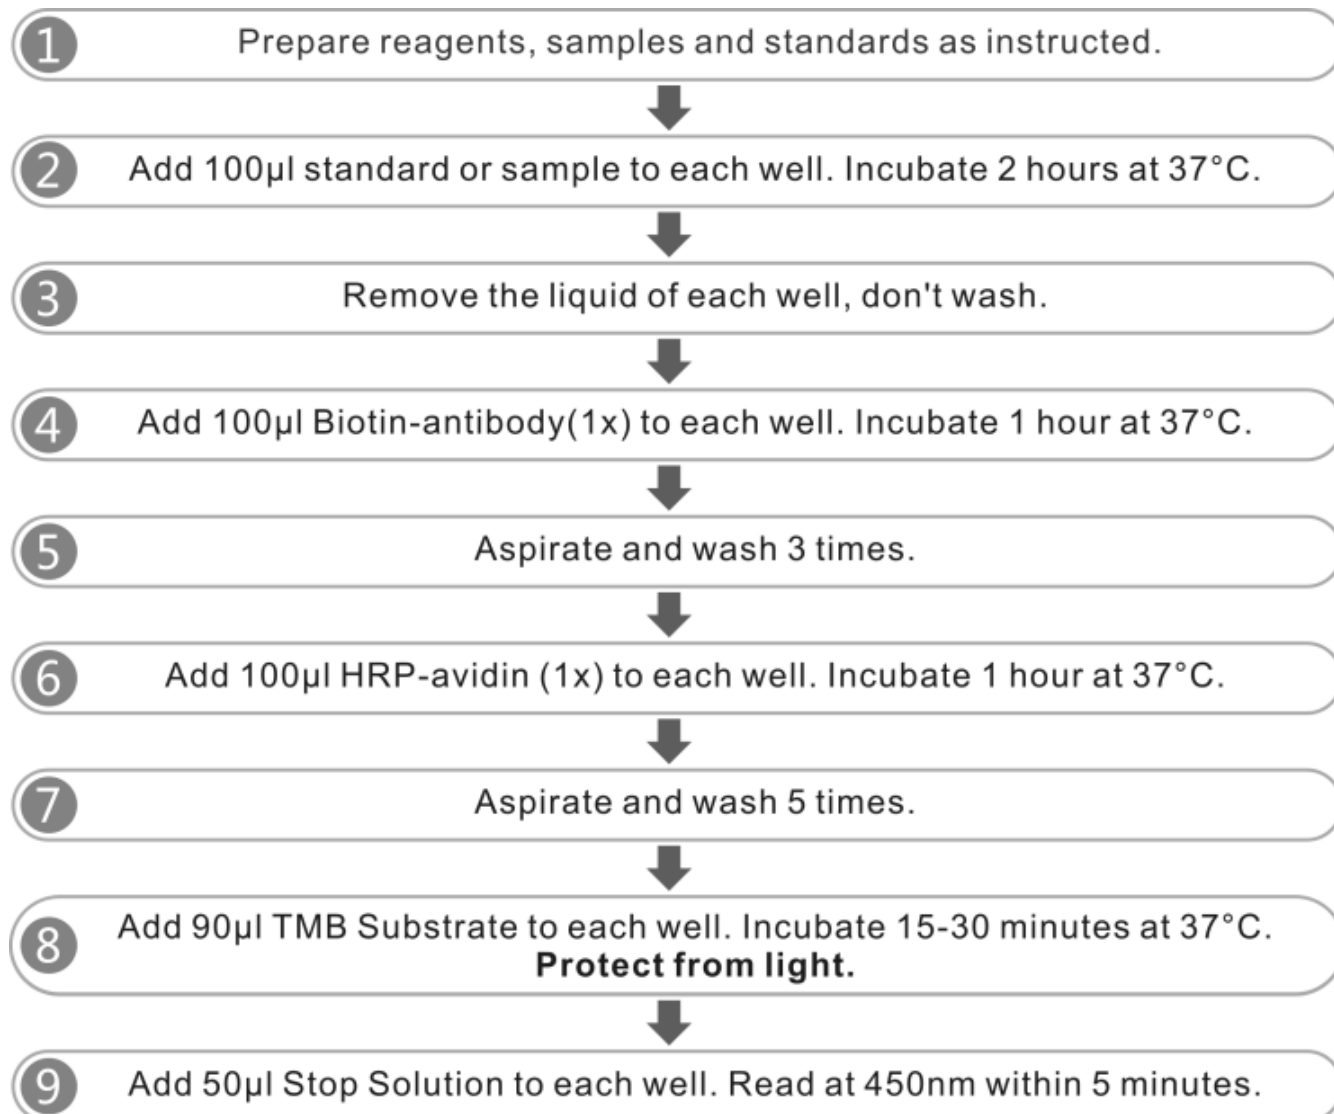 1 Prepare reagents, samples and standards as instructed.
2 Add 100µl standard or sample to each well. Incubate 2 hours at 37°C.
3 Remove the liquid of each well, don't wash.
4 Add 100µl Biotin-antibody(1x) to each well. Incubate 1 hour at 37°C.
5 Aspirate and wash 3 times.
6 Add 100µl HRP-avidin (1x) to each well. Incubate 1 hour at 37°C.
7 Aspirate and wash 5 times.
8 Add 90µl TMB Substrate to each well. Incubate 15-30 minutes at 37°C.
Protect from light.
9 Add 50µl Stop Solution to each well. Read at 450nm within 5 minutes.